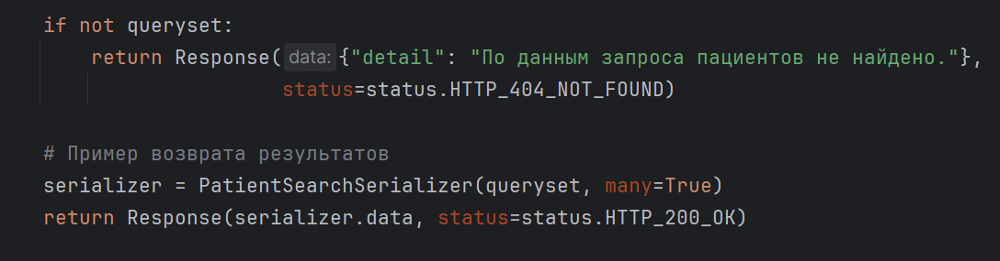 if not queryset:
return Response(data: {"detail": "По данным запроса пациентов не найдено."},
status=status.HTTP_404_NOT_FOUND)
# Пример возврата результатов
serializer = PatientSearchSerializer(queryset, many=True)
return Response(serializer.data, status=status.HTTP_200_OK)